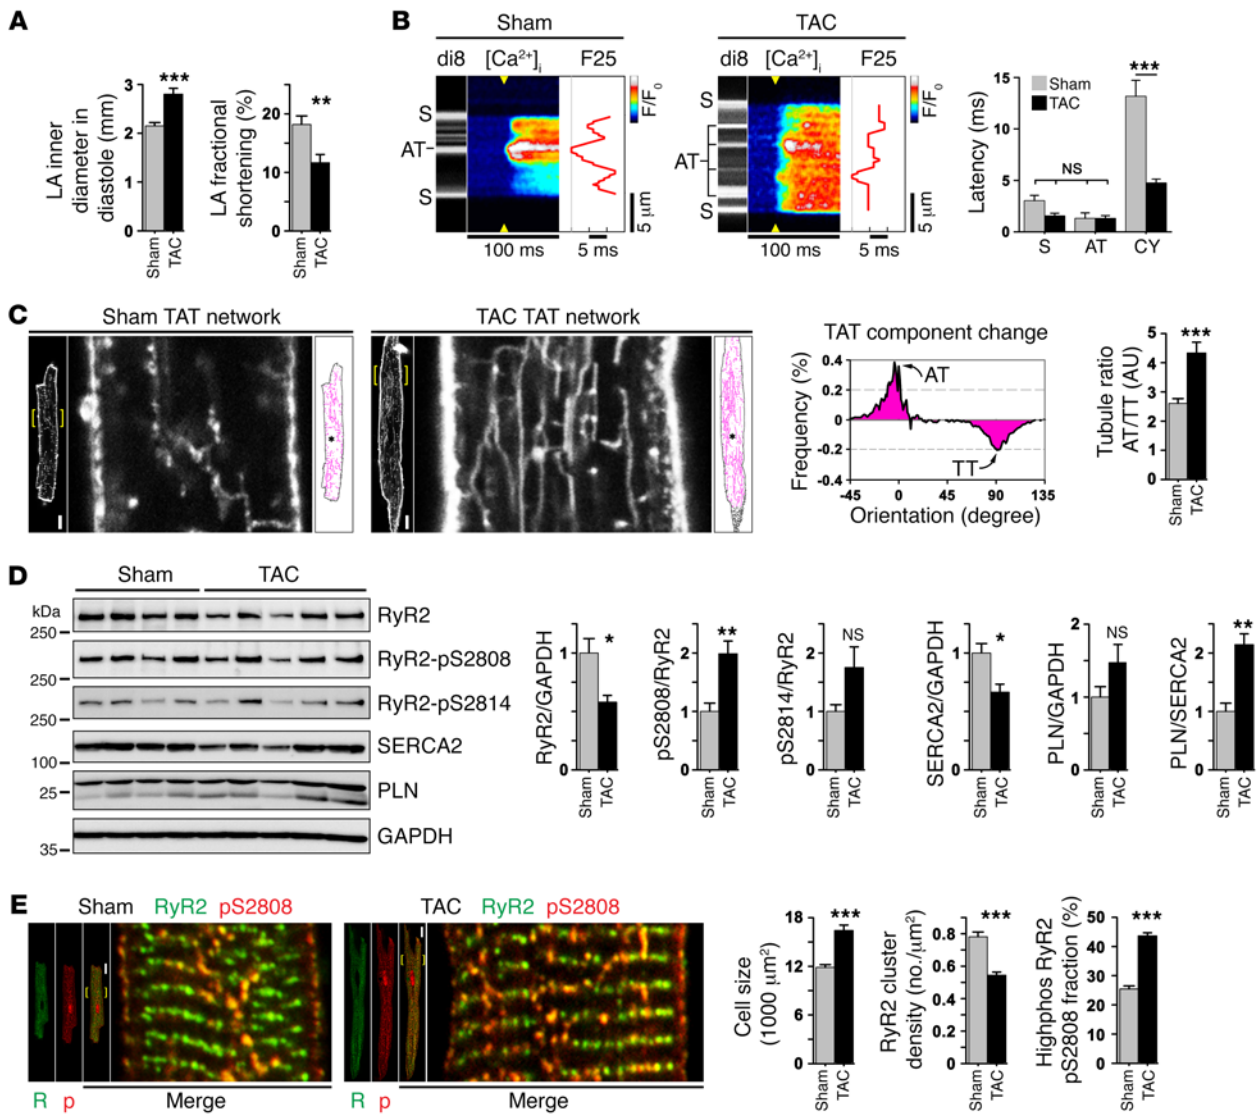 A
LA inner
diameter in
diastole (mm)
3
2
1
0
***
Sham
TAC
LA fractional
shortening (%)
20
10
0
**
Sham
TAC
B
Sham
di8 [Ca²⁺]i F25
S
AT
S
F/F0
5 µm
100 ms 5 ms
TAC
di8 [Ca²⁺]i F25
S
AT
S
F/F0
5 µm
100 ms 5 ms
Latency (ms)
15
10
5
0
Sham
TAC
***
NS
S AT CY
C
Sham TAT network
*
TAC TAT network
*
TAT component change
Frequency (%)
0.4
0.2
0
-0.2
-0.4
AT
TT
-45 0 45 90 135
Orientation (degree)
Tubule ratio
AT/TT (AU)
5
4
3
2
1
0
***
Sham
TAC
D
Sham TAC
kDa
RyR2
250
RyR2-pS2808
250
RyR2-pS2814
250
SERCA2
100
PLN
25
GAPDH
35
RyR2/GAPDH
1
0
*
Sham
TAC
pS2808/RyR2
2
1
0
**
Sham
TAC
pS2814/RyR2
2
1
0
NS
Sham
TAC
SERCA2/GAPDH
1
0
*
Sham
TAC
PLN/GAPDH
2
1
0
NS
Sham
TAC
PLN/SERCA2
2
1
0
**
Sham
TAC
E
Sham RyR2 pS2808
R p Merge
TAC RyR2 pS2808
R p Merge
Cell size
(1000 µm²)
18
12
6
0
***
Sham
TAC
RyR2 cluster
density (no./µm²)
0.8
0.6
0.4
0.2
0
***
Sham
TAC
Highphos RyR2
pS2808 fraction (%)
50
40
30
20
10
0
***
Sham
TAC